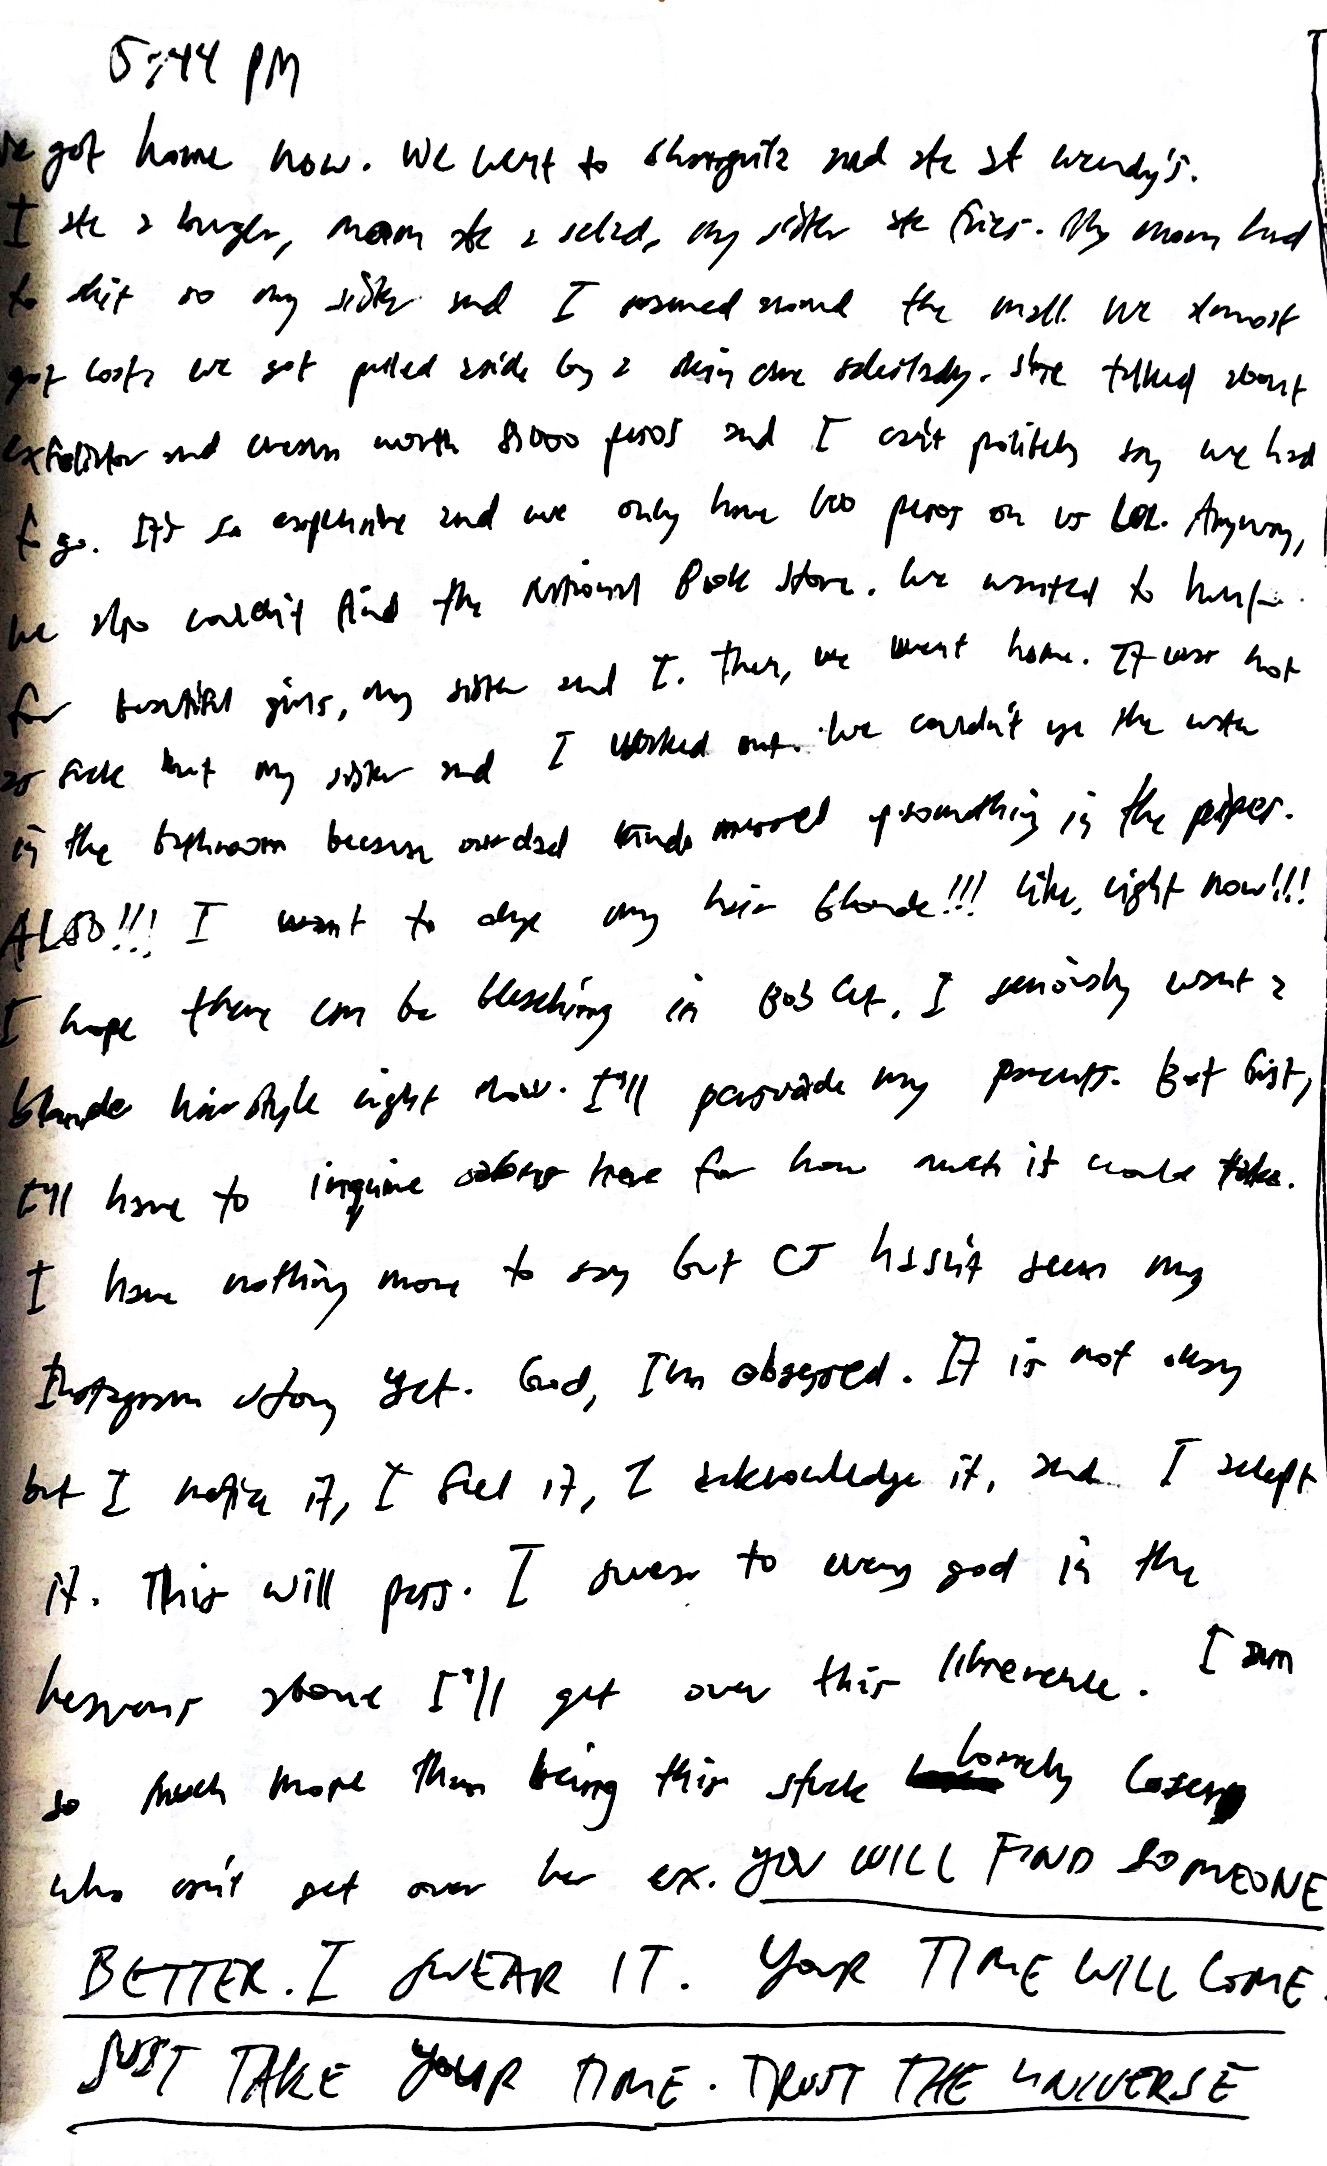 5:44 PM
We got home now. We went to Shangrila and ate at wendy's.
I ate a burger, mom ate a salad, my sister ate fries. My mom had
to shit so my sister and I roamed around the mall. We almost
got lost, we got pulled aside by a skin care saleslady. She talked about
exfoliator and cream worth 8,000 pesos and I can't politely say we had
to go. It's so expensive and we only have 100 pesos on us LOL. Anyway,
we also couldn't find the National Book Store. We wanted to hunt
for beautiful girls, my sister and I. Then, we went home. It was hot
as fuck but my sister and I worked out. We couldn't use the water
in the bathroom because our dad kinda messed up something in the pipes.
ALSO!!! I want to dye my hair blonde!!! Like, right now!!!
I hope there can be bleaching in Bob Cut. I seriously want a
blonde hairstyle right now. I'll persuade my parents. But first,
I'll have to inquire here for how much it would take.
I have nothing more to say but CJ hasn't seen my
Instagram story yet. God, I'm obsessed. It is not okay
but I notice it, I feel it, I acknowledge it, and I accept
it. This will pass. I swear to every god in the
heavens above I'll get over this. I am
so much more than being this stuck lonely loser
who can't get over her ex. YOU WILL FIND SOMEONE
BETTER. I SWEAR IT. YOUR TIME WILL COME.
JUST TAKE YOUR TIME. TRUST THE UNIVERSE